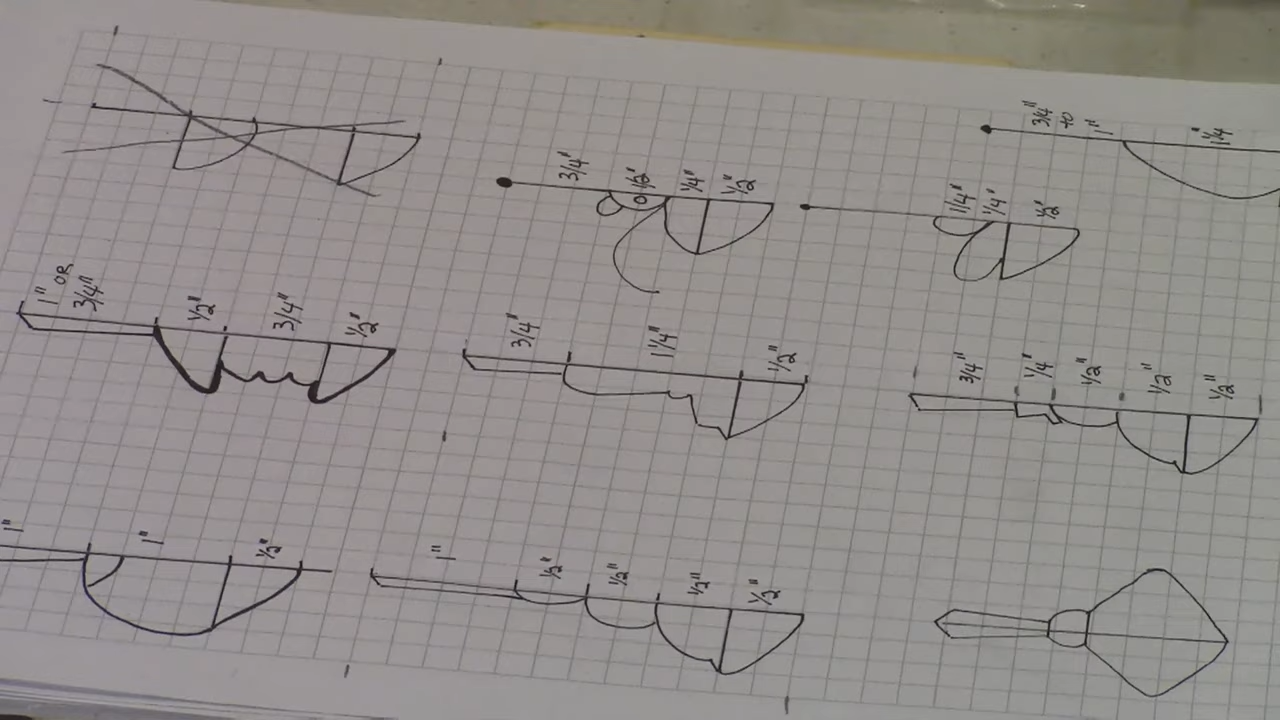 3/4" to 1" 1 1/4
3/4" 1/2" 1/4" 1/2"
1/4" 1/4" 1/2"
1" OR 3/4" 1/2" 3/4" 1/2"
3/4" 1 1/4" 1/2"
3/4" 1/4" 1/2" 1/2" 1/2"
1" 1" 1/2"
1" 1/2" 1/2" 1/2" 1/2"